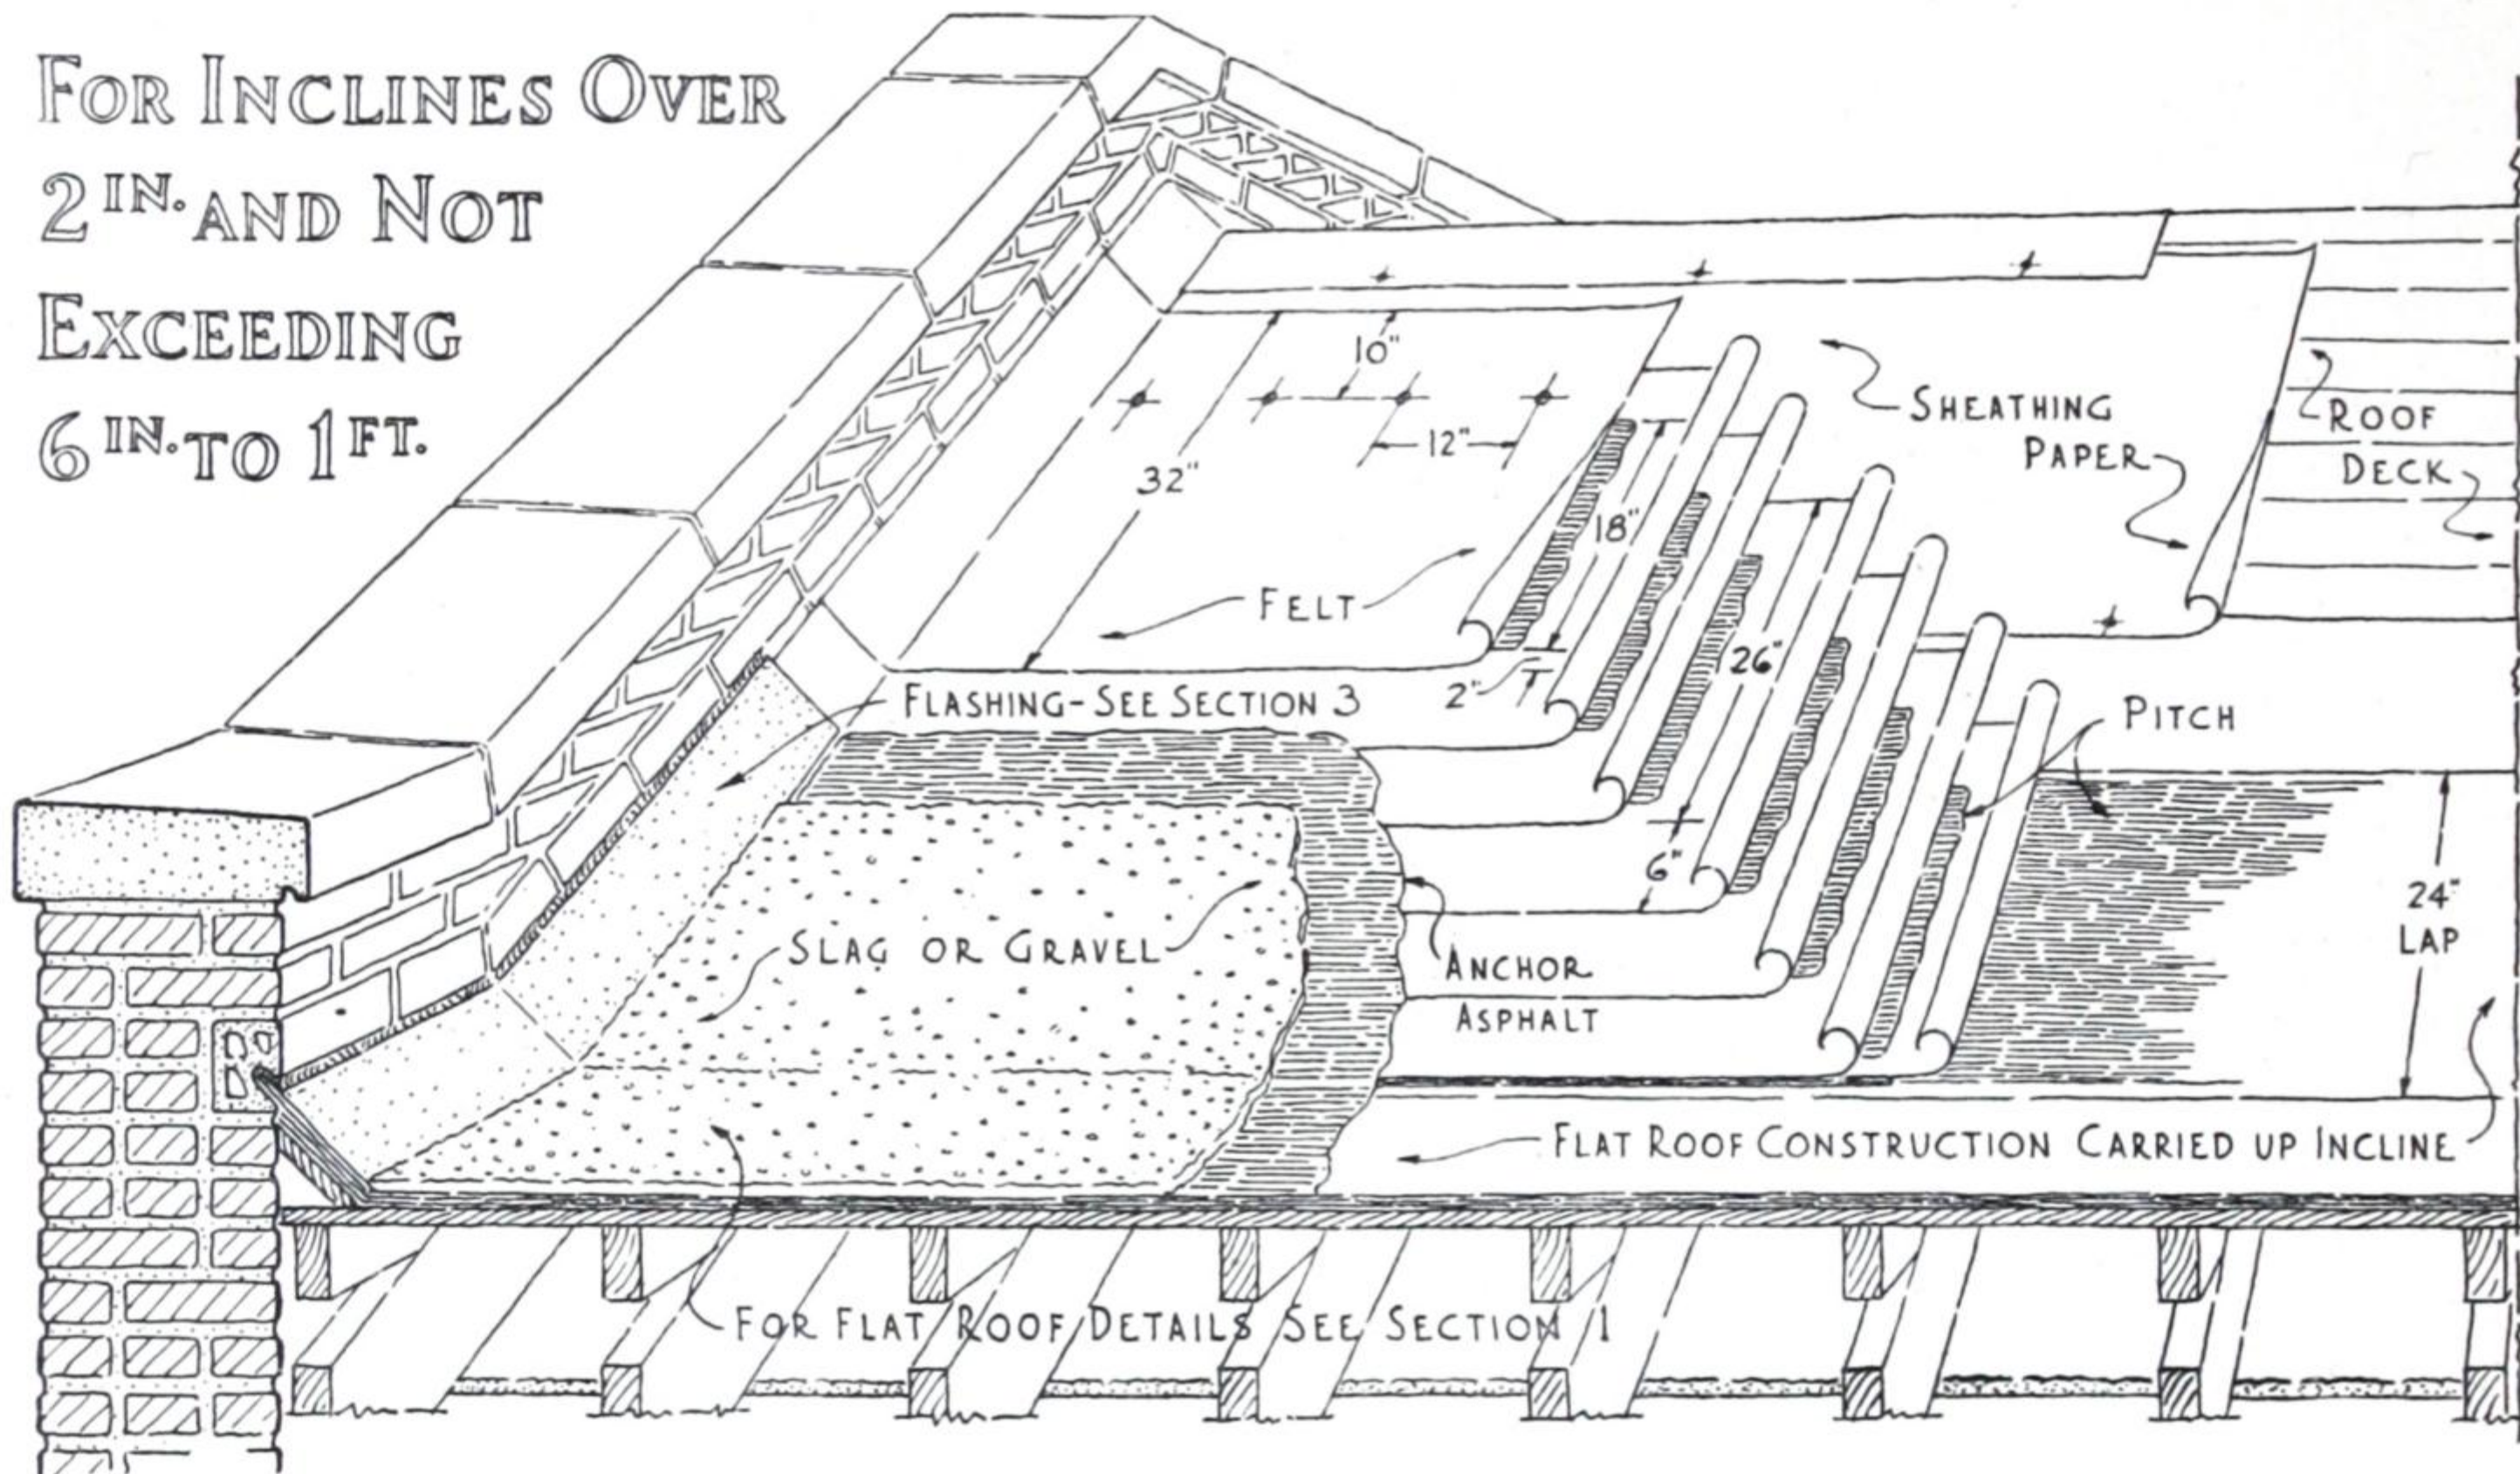 FOR INCLINES OVER
2 IN. AND NOT
EXCEEDING
6 IN. TO 1 FT.
10"
12"
32"
18"
SHEATHING
PAPER
ROOF
DECK
FELT
26"
2"
FLASHING-SEE SECTION 3
PITCH
6"
24"
LAP
SLAG OR GRAVEL
ANCHOR
ASPHALT
FLAT ROOF CONSTRUCTION CARRIED UP INCLINE
FOR FLAT ROOF DETAILS SEE SECTION 1